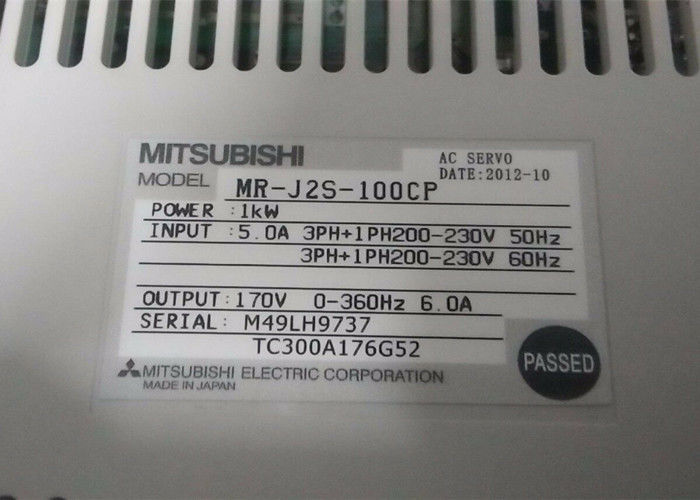 MITSUBISHI
AC SERVO
DATE:2012-10
MODEL MR-J2S-100CP
POWER :1kW
INPUT :5.0A 3PH+1PH200-230V 50Hz
3PH+1PH200-230V 60Hz
OUTPUT:170V 0-360Hz 6.0A
SERIAL: M49LH9737
TC300A176G52
PASSED
MITSUBISHI ELECTRIC CORPORATION
MADE IN JAPAN